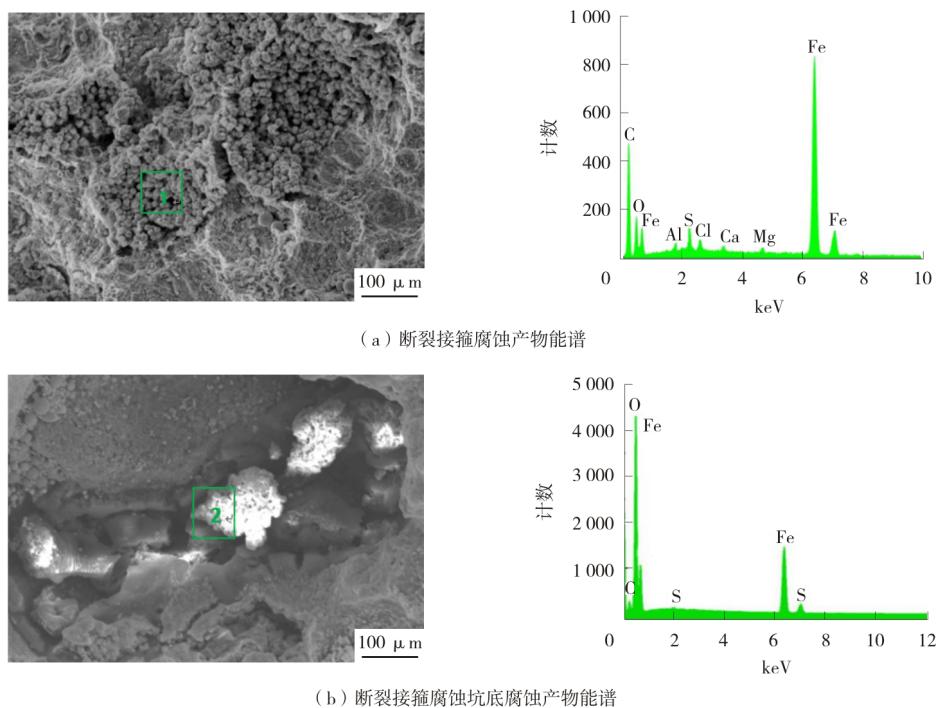 1
100 μm
1 000
800
600
400
200
0
2
4
6
8
10
计数
keV
C
O
Fe
Al
S
Cl
Ca
Mg
Fe
Fe
（a）断裂接箍腐蚀产物能谱
2
100 μm
5 000
4 000
3 000
2 000
1 000
0
2
4
6
8
10
12
计数
keV
O
Fe
C
S
Fe
S
（b）断裂接箍腐蚀坑底腐蚀产物能谱